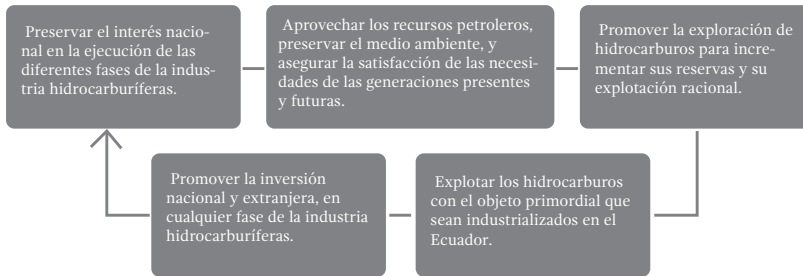 Preservar el interés nacio-
nal en la ejecución de las
diferentes fases de la indus-
tria hidrocarburíferas.
Aprovechar los recursos petroleros,
preservar el medio ambiente, y
asegurar la satisfacción de las necesi-
dades de las generaciones presentes
y futuras.
Promover la exploración de
hidrocarburos para incre-
mentar sus reservas y su
explotación racional.
Promover la inversión
nacional y extranjera, en
cualquier fase de la industria
hidrocarburíferas.
Explotar los hidrocarburos
con el objeto primordial que
sean industrializados en el
Ecuador.